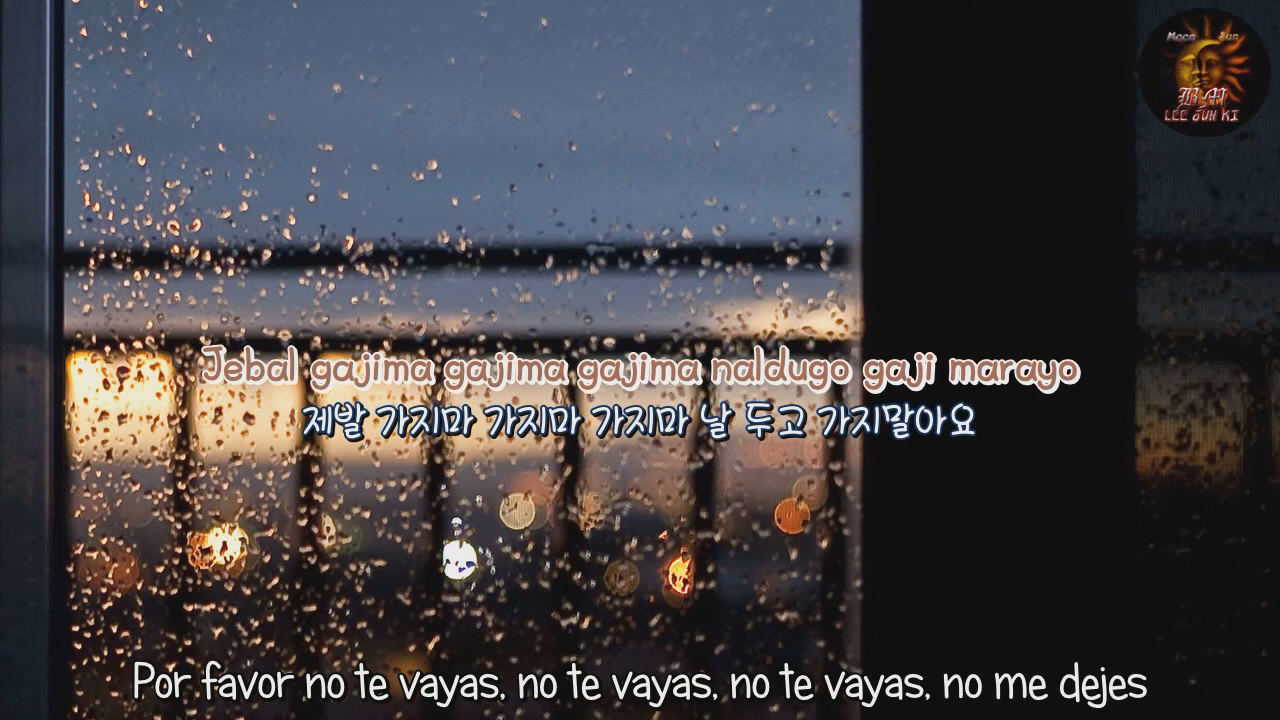 Moon Sun
BM
LEE JUN KI
Jebal gajima gajima gajima naldugo gaji marayo
제발 가지마 가지마 가지마 날 두고 가지말아요
Por favor no te vayas, no te vayas, no te vayas, no me dejes